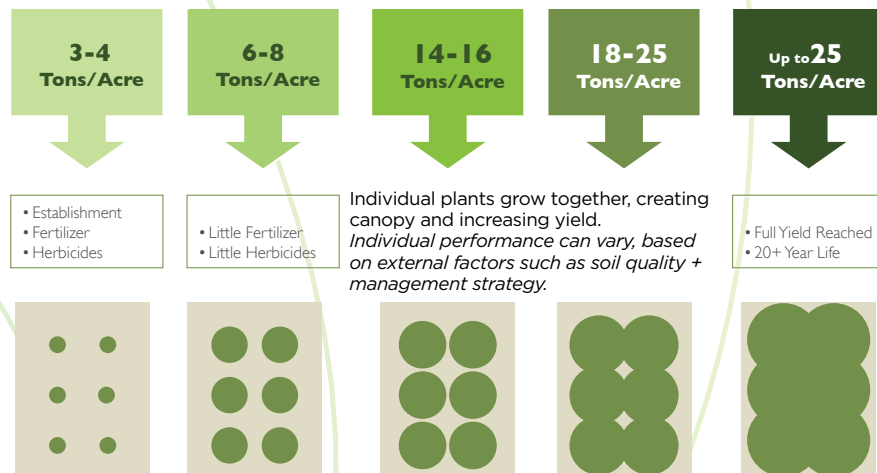 3-4
Tons/Acre
6-8
Tons/Acre
14-16
Tons/Acre
18-25
Tons/Acre
Up to 25
Tons/Acre
• Establishment
• Fertilizer
• Herbicides
• Little Fertilizer
• Little Herbicides
Individual plants grow together, creating
canopy and increasing yield.
Individual performance can vary, based
on external factors such as soil quality +
management strategy.
• Full Yield Reached
• 20+ Year Life